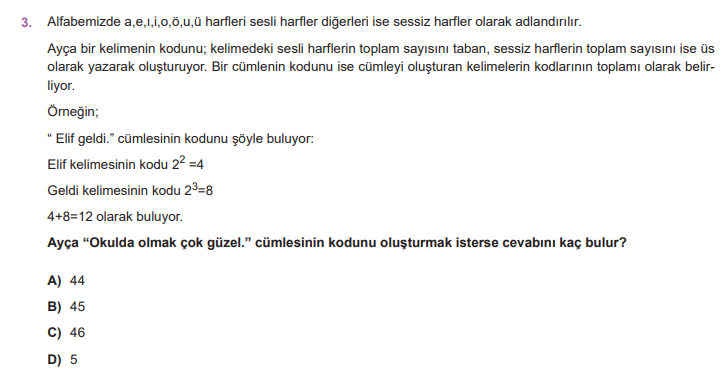 3. Alfabemizde a,e,ı,i,o,ö,u,ü harfleri sesli harfler diğerleri ise sessiz harfler olarak adlandırılır.
Ayça bir kelimenin kodunu; kelimedeki sesli harflerin toplam sayısını taban, sessiz harflerin toplam sayısını ise üs
olarak yazarak oluşturuyor. Bir cümlenin kodunu ise cümleyi oluşturan kelimelerin kodlarının toplamı olarak belir-
liyor.
Örneğin;
“ Elif geldi.” cümlesinin kodunu şöyle buluyor:
Elif kelimesinin kodu 2² =4
Geldi kelimesinin kodu 2³=8
4+8=12 olarak buluyor.
Ayça “Okulda olmak çok güzel.” cümlesinin kodunu oluşturmak isterse cevabını kaç bulur?
A) 44
B) 45
C) 46
D) 5